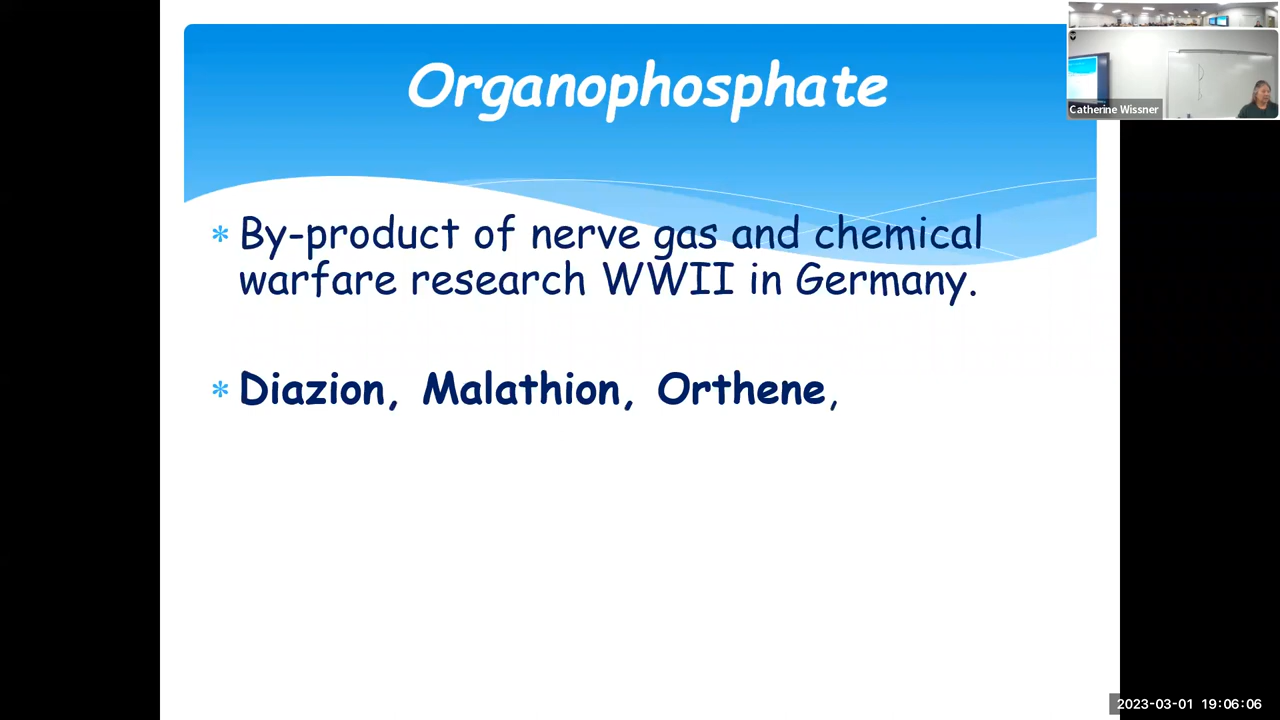 Organophosphate
Catherine Wissner
* By-product of nerve gas and chemical
warfare research WWII in Germany.
* Diazion, Malathion, Orthene,
2023-03-01 19:06:06